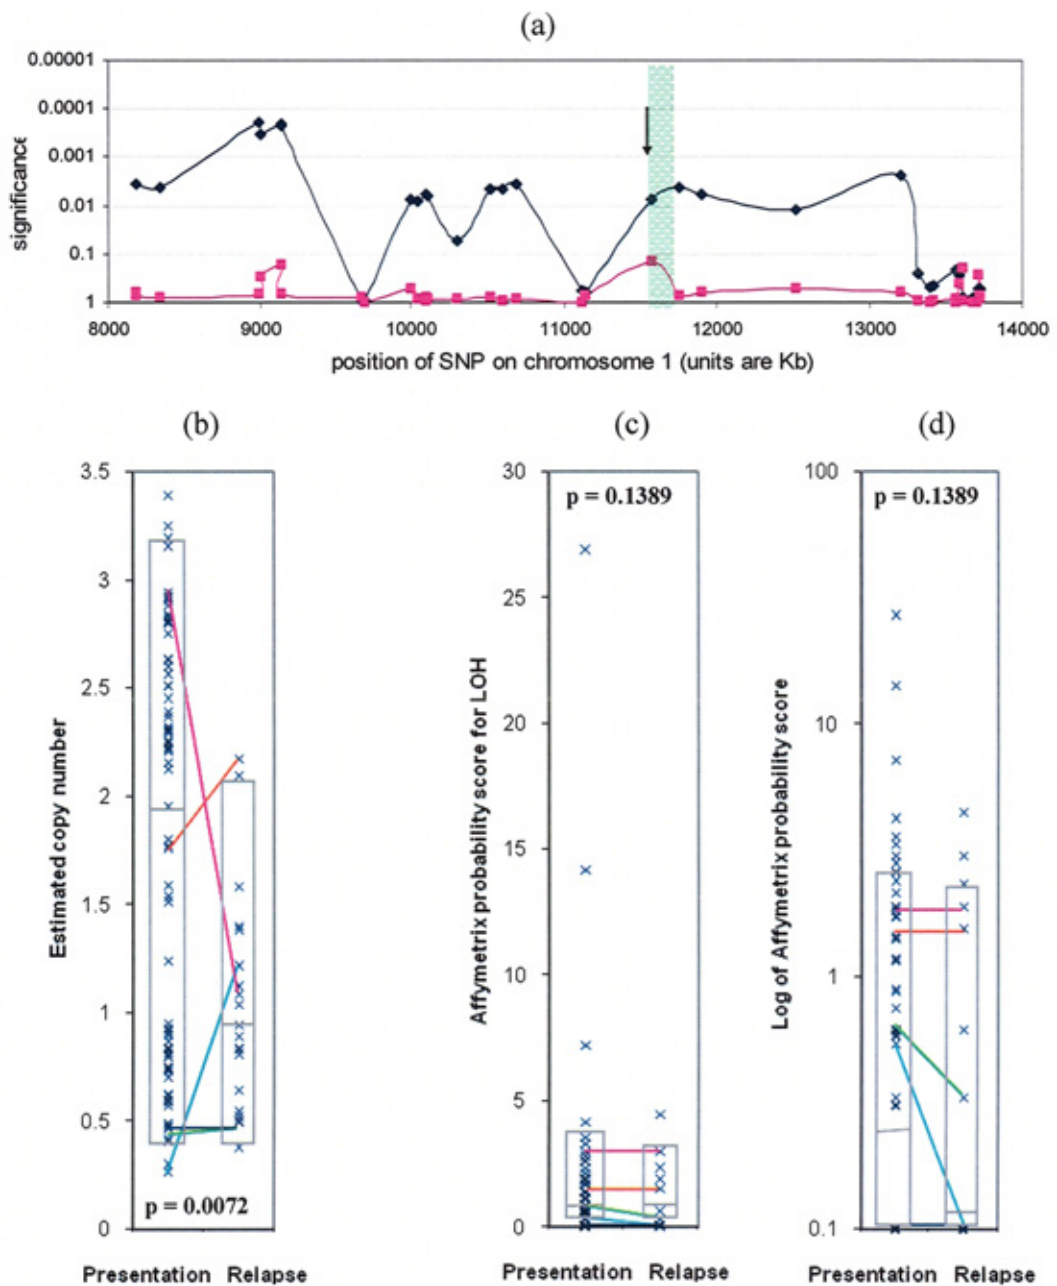 (a)
0.00001
0.0001
0.001
0.01
0.1
1
significance
8000 9000 10000 11000 12000 13000 14000
position of SNP on chromosome 1 (units are Kb)
(b)
3.5
3
2.5
2
1.5
1
0.5
0
Estimated copy number
p = 0.0072
Presentation Relapse
(c)
30
25
20
15
10
5
0
Affymetrix probability score for LOH
p = 0.1389
Presentation Relapse
(d)
100
10
1
0.1
Log of Affymetrix probability score
p = 0.1389
Presentation Relapse